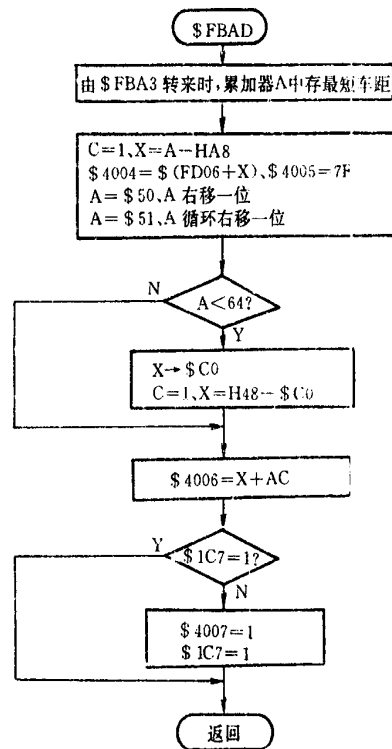 $FBAD
由$FBA3转来时,累加器A中存最短车距
C=1、X=A-HA8
$4004=$(FD06+X)、$4005=7F
A=$50、A右移一位
A=$51、A循环右移一位
N
A<64?
Y
X→$C0
C=1、X=H48-$C0
$4006=X+AC
Y
$1C7=1?
N
$4007=1
$1C7=1
返回